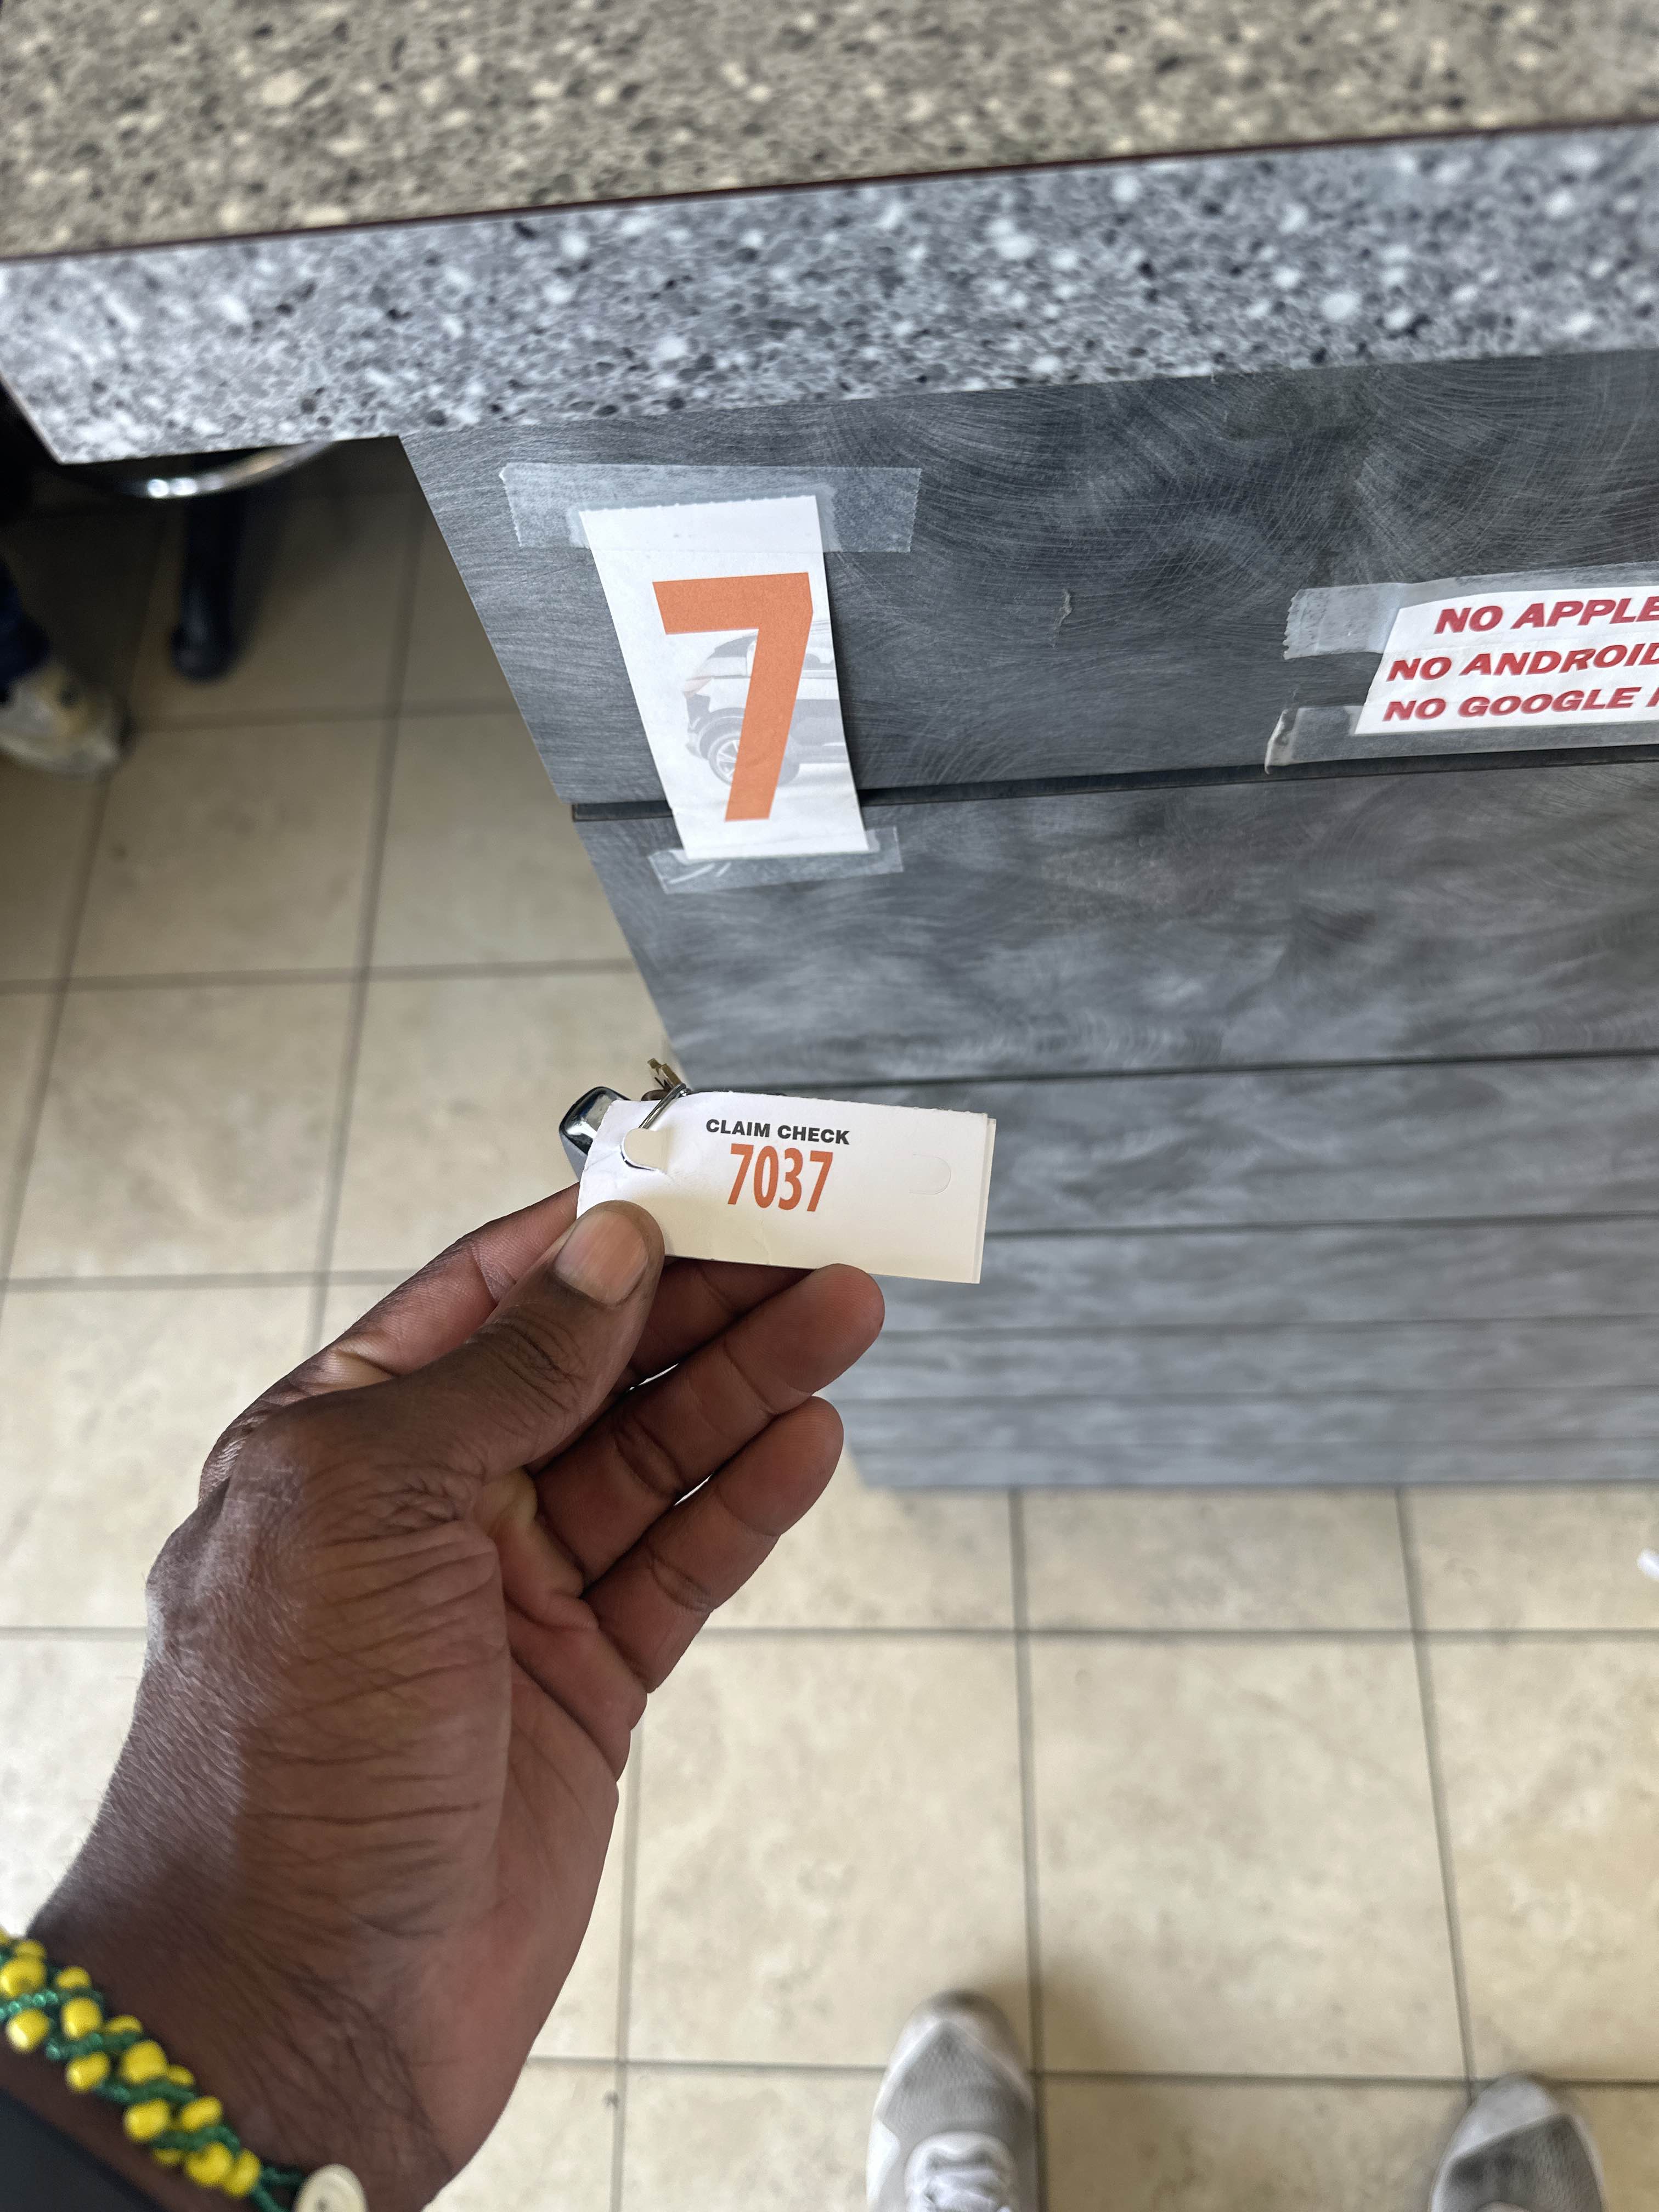 7
NO APPLE
NO ANDROID
NO GOOGLE
CLAIM CHECK
7037